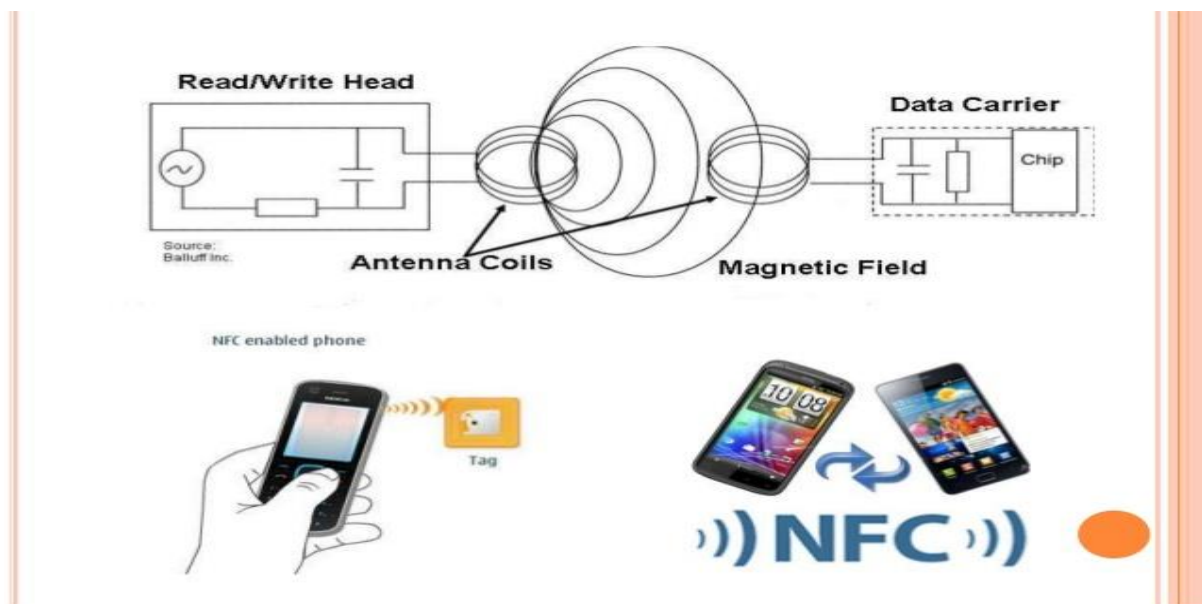 Read/Write Head
Data Carrier
Chip
Source:
Balluff Inc.
Antenna Coils
Magnetic Field
NFC enabled phone
NOKIA
Tag
10 08
NFC